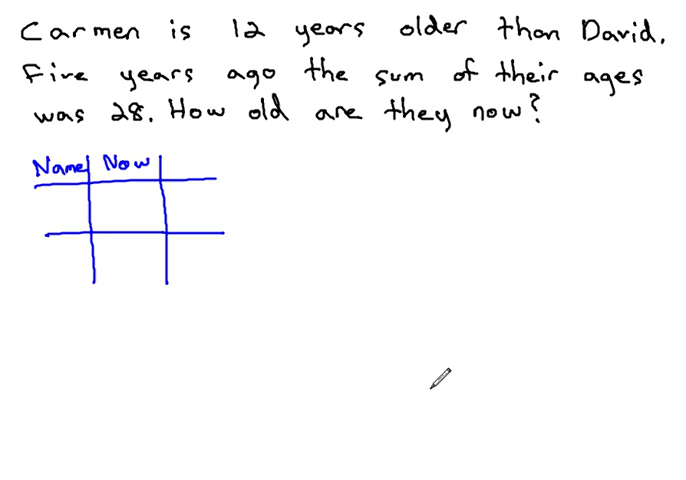 Carmen is 12 years older than David.
Five years ago the sum of their ages
was 28. How old are they now?
Name Now